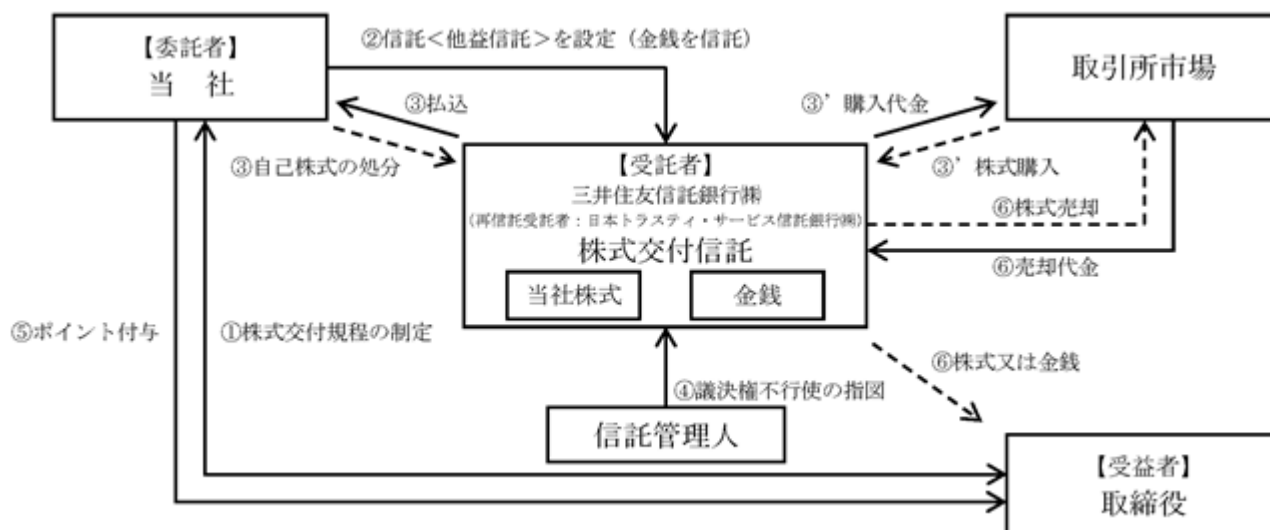 【委託者】
当　社
②信託＜他益信託＞を設定（金銭を信託）
取引所市場
③払込
③’購入代金
③自己株式の処分
③’株式購入
【受託者】
三井住友信託銀行㈱
（再信託受託者：日本トラスティ・サービス信託銀行㈱）
株式交付信託
当社株式
金銭
⑥株式売却
⑥売却代金
⑤ポイント付与
①株式交付規程の制定
⑥株式又は金銭
④議決権不行使の指図
信託管理人
【受益者】
取締役